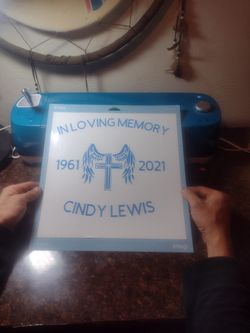 IN LOVING MEMORY
1961 2021
CINDY LEWIS